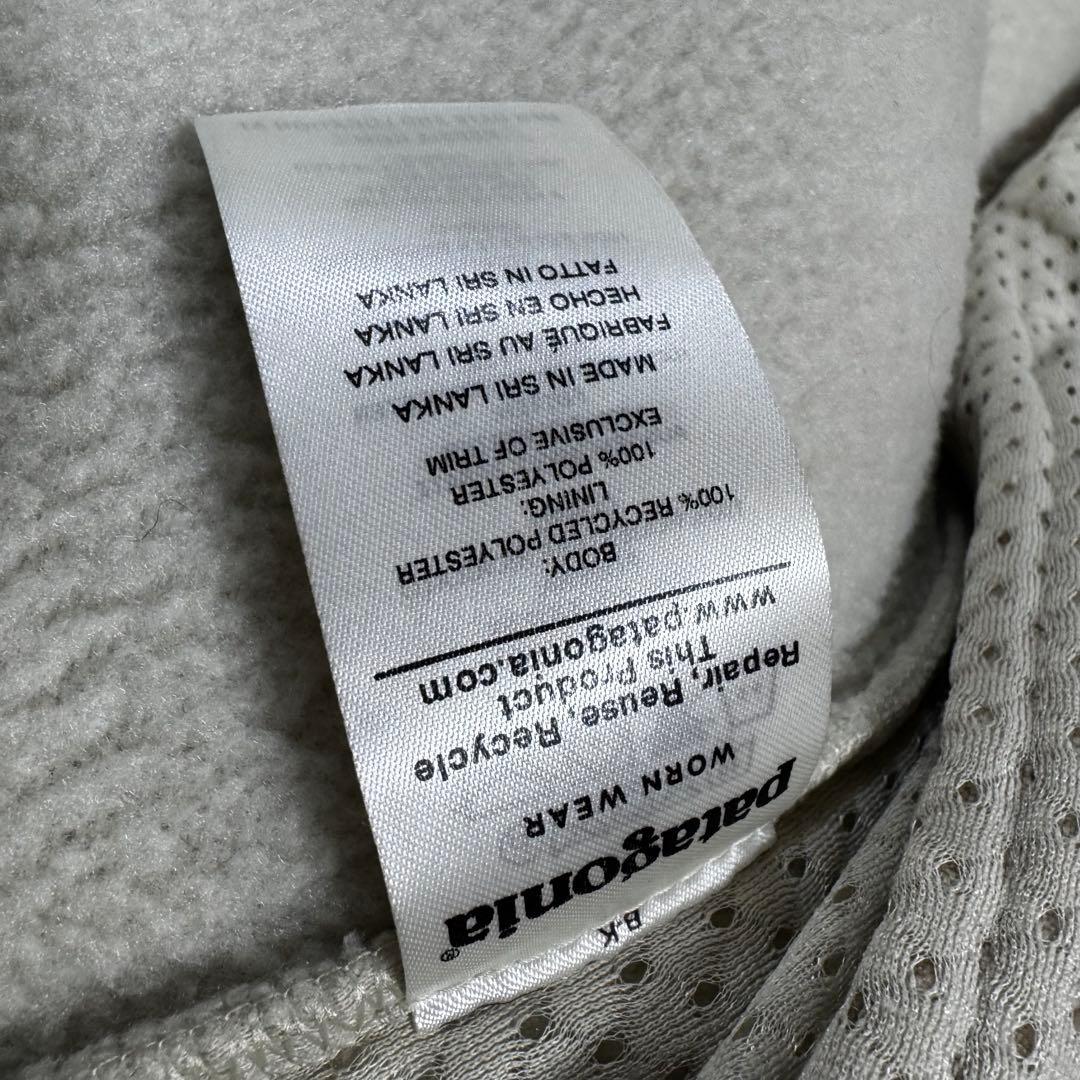 B.K
patagonia®
WORN WEAR
Repair, Reuse, Recycle
This Product
www.patagonia.com
BODY:
100% RECYCLED POLYESTER
LINING:
100% POLYESTER
EXCLUSIVE OF TRIM
MADE IN SRI LANKA
FABRIQUÉ AU SRI LANKA
HECHO EN SRI LANKA
FATTO IN SRI LANKA